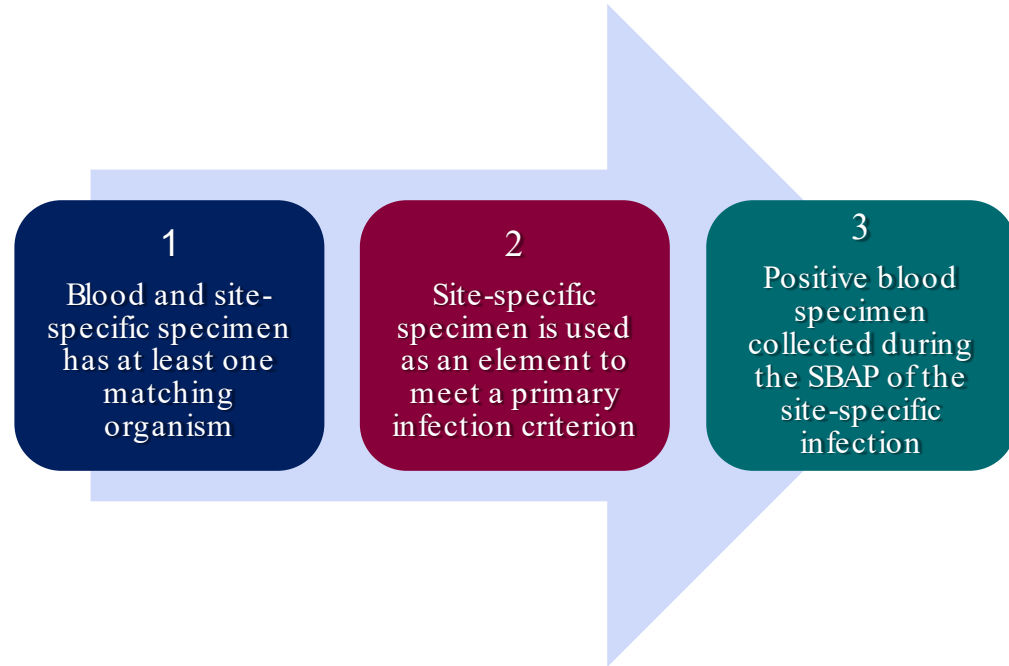 1
Blood and site-
specific specimen
has at least one
matching
organism
2
Site-specific
specimen is used
as an element to
meet a primary
infection criterion
3
Positive blood
specimen
collected during
the SBAP of the
site-specific
infection